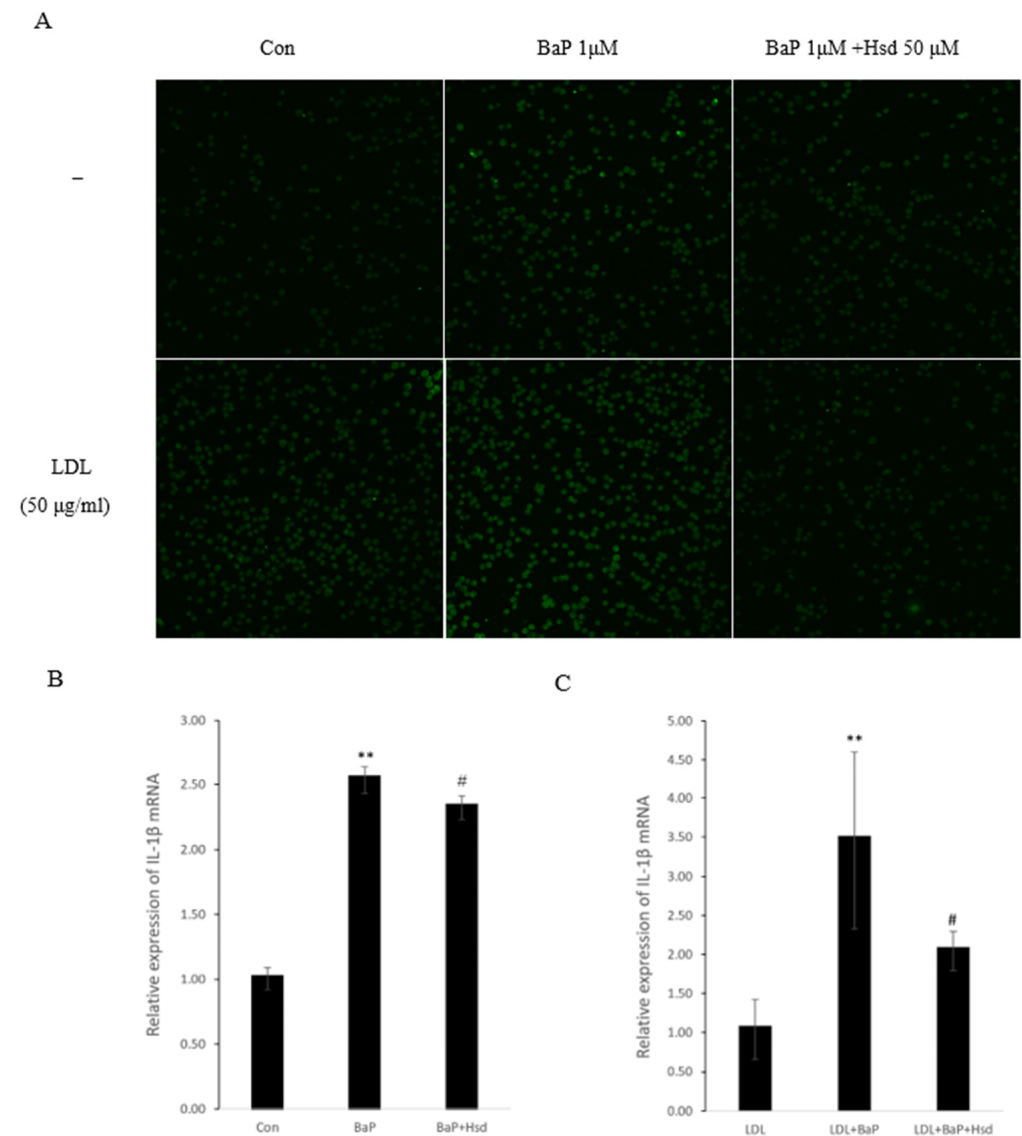 A
Con BaP 1μM BaP 1μM +Hsd 50 μM
–
LDL
(50 μg/ml)
B
C
Relative expression of IL-1β mRNA
3.00
2.50
2.00
1.50
1.00
0.50
0.00
**
#
Con BaP BaP+Hsd
Relative expression of IL-1β mRNA
5.00
4.50
4.00
3.50
3.00
2.50
2.00
1.50
1.00
0.50
0.00
**
#
LDL LDL+BaP LDL+BaP+Hsd